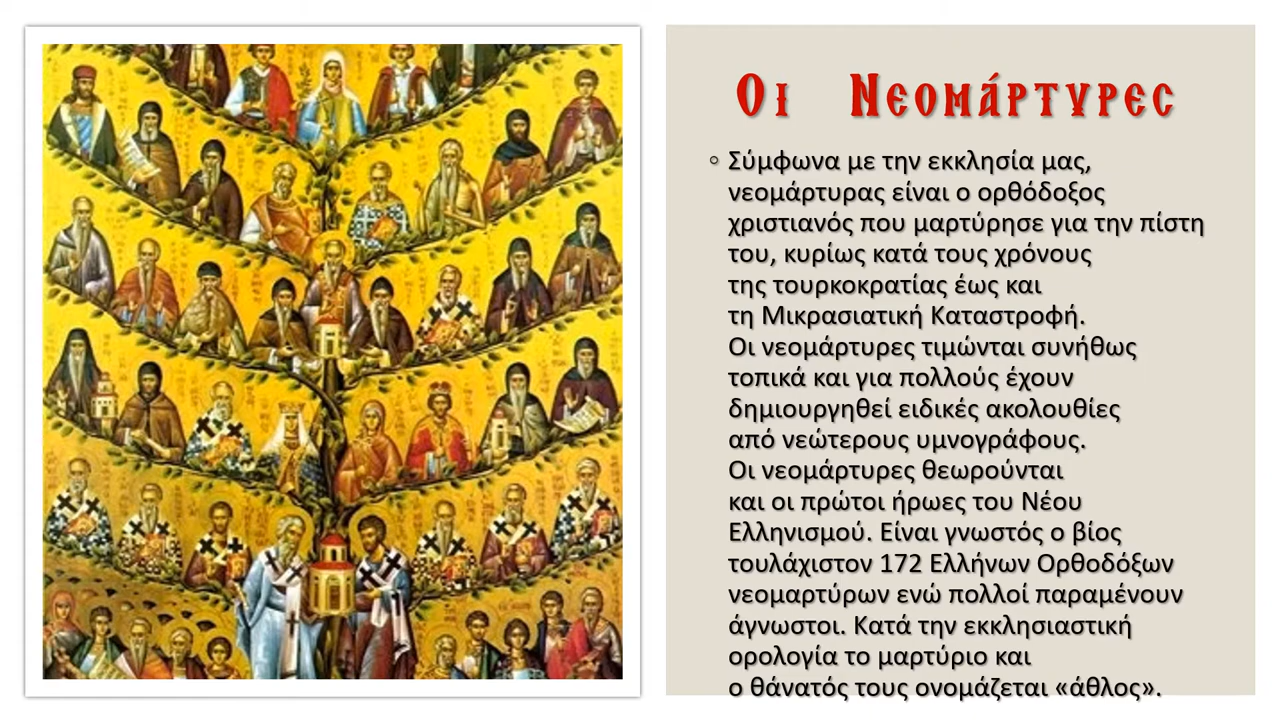 Οι Νεομάρτυρες
◦ Σύμφωνα με την εκκλησία μας,
νεομάρτυρας είναι ο ορθόδοξος
χριστιανός που μαρτύρησε για την πίστη
του, κυρίως κατά τους χρόνους
της τουρκοκρατίας έως και
τη Μικρασιατική Καταστροφή.
Οι νεομάρτυρες τιμώνται συνήθως
τοπικά και για πολλούς έχουν
δημιουργηθεί ειδικές ακολουθίες
από νεώτερους υμνογράφους.
Οι νεομάρτυρες θεωρούνται
και οι πρώτοι ήρωες του Νέου
Ελληνισμού. Είναι γνωστός ο βίος
τουλάχιστον 172 Ελλήνων Ορθοδόξων
νεομαρτύρων ενώ πολλοί παραμένουν
άγνωστοι. Κατά την εκκλησιαστική
ορολογία το μαρτύριο και
ο θάνατός τους ονομάζεται «άθλος».